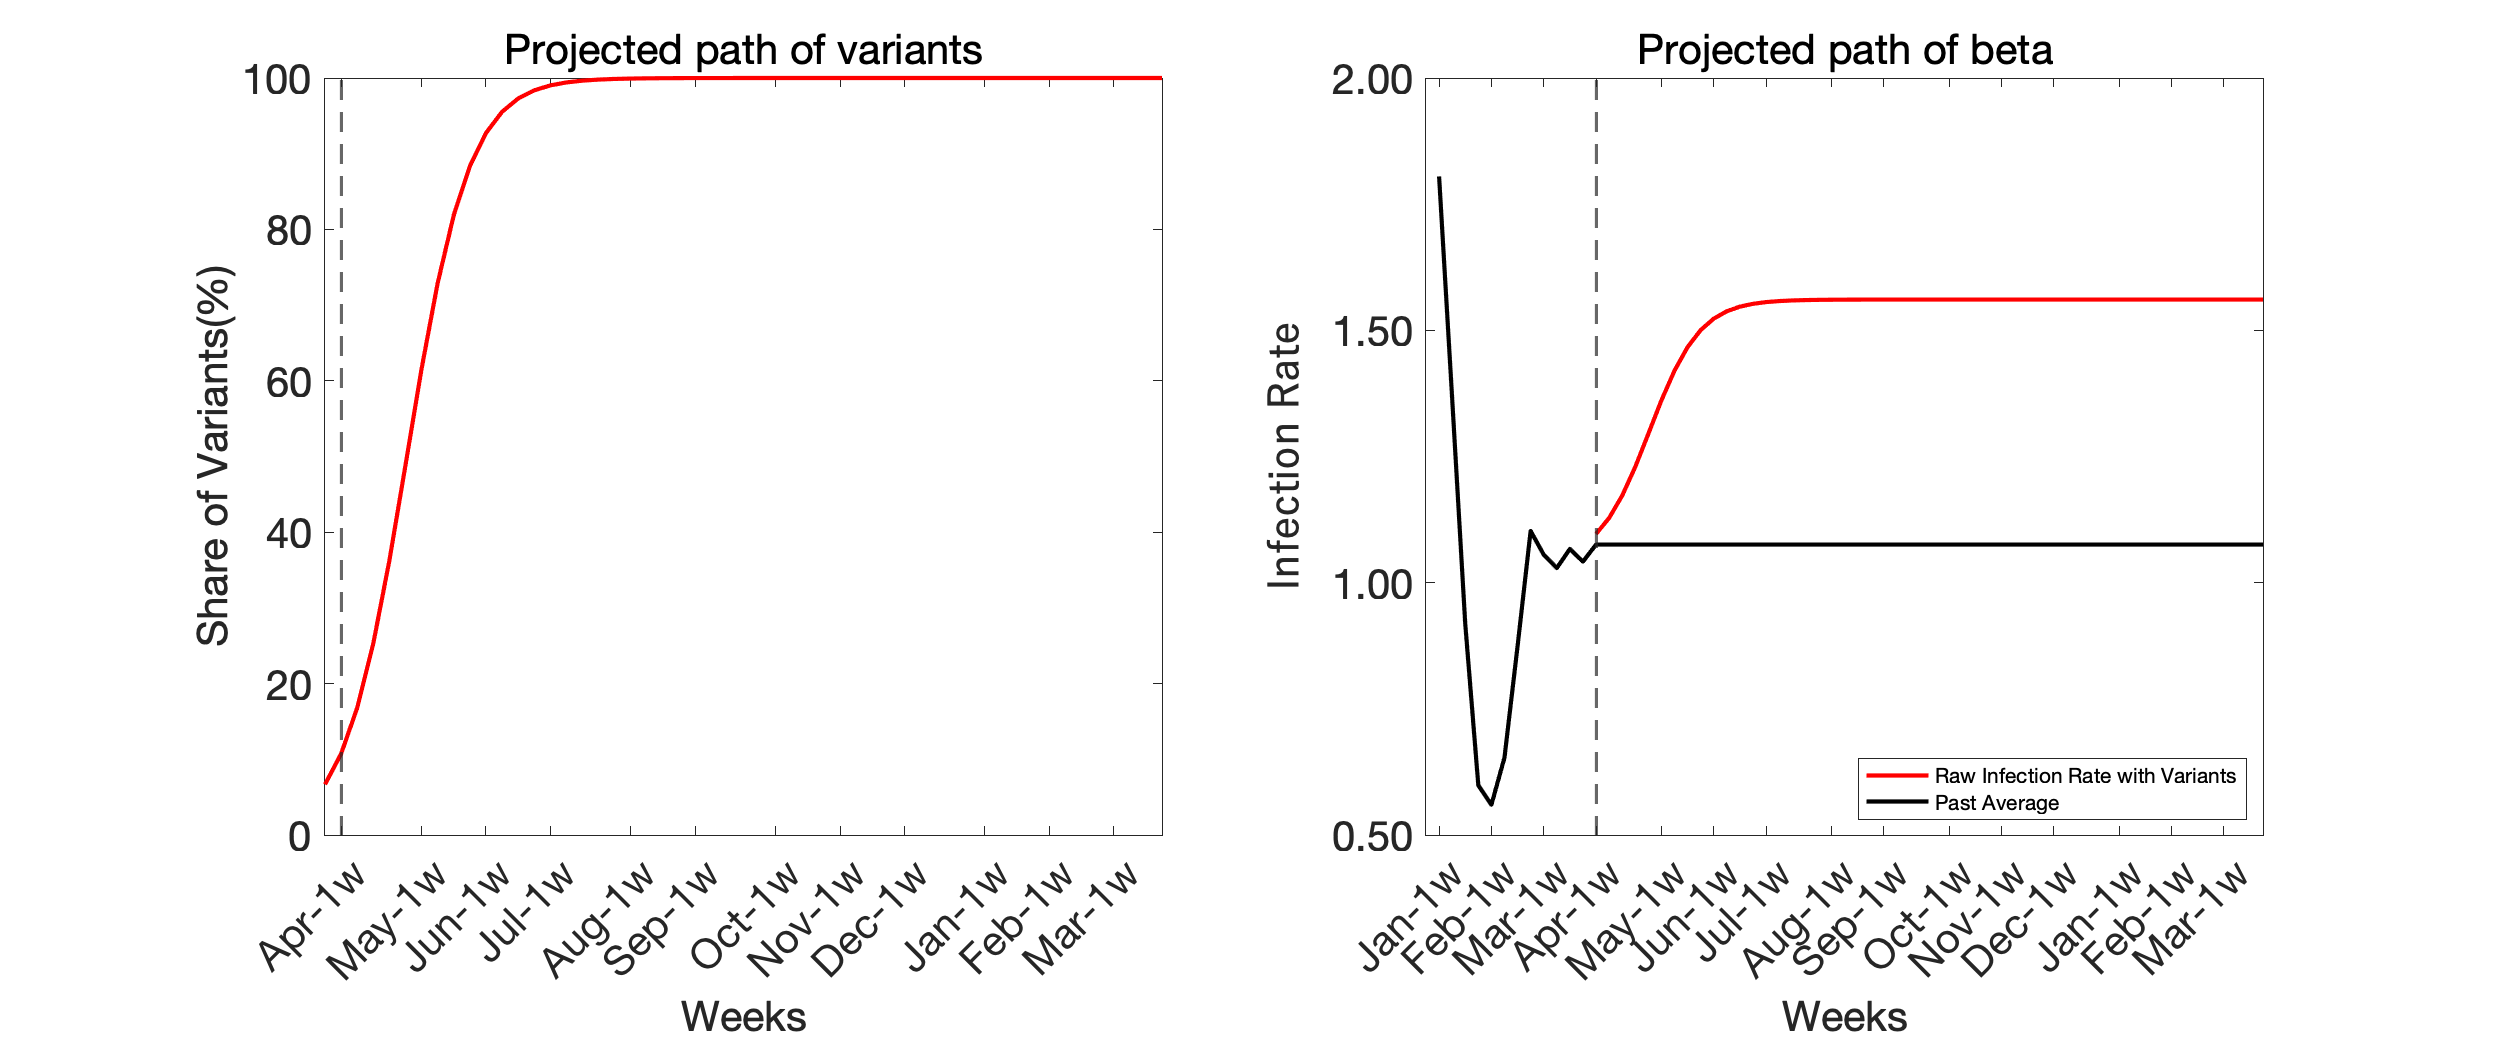 Projected path of variants
100
80
60
40
20
0
Share of Variants(%)
Apr-1w
May-1w
Jun-1w
Jul-1w
Aug-1w
Sep-1w
Oct-1w
Nov-1w
Dec-1w
Jan-1w
Feb-1w
Mar-1w
Weeks
Projected path of beta
2.00
1.50
1.00
0.50
Infection Rate
Raw Infection Rate with Variants
Past Average
Jan-1w
Feb-1w
Mar-1w
Apr-1w
May-1w
Jun-1w
Jul-1w
Aug-1w
Sep-1w
Oct-1w
Nov-1w
Dec-1w
Jan-1w
Feb-1w
Mar-1w
Weeks